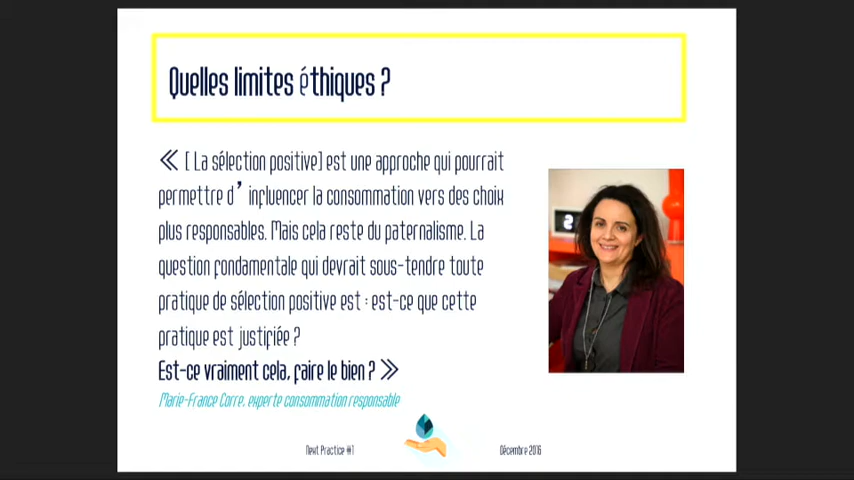 Quelles limites éthiques ?
« [ La sélection positive] est une approche qui pourrait
permettre d’ influencer la consommation vers des choix
plus responsables. Mais cela reste du paternalisme. La
question fondamentale qui devrait sous-tendre toute
pratique de sélection positive est : est-ce que cette
pratique est justifiée ?
Est-ce vraiment cela, faire le bien ? »
Marie-France Corre, experte consommation responsable
Next Practice #1
Décembre 2016